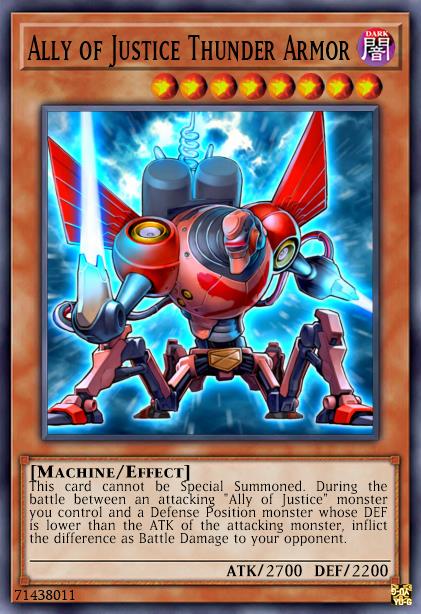 Ally of Justice Thunder Armor
DARK
闇
[Machine/Effect]
This card cannot be Special Summoned. During the
battle between an attacking "Ally of Justice" monster
you control and a Defense Position monster whose DEF
is lower than the ATK of the attacking monster, inflict
the difference as Battle Damage to your opponent.
ATK/2700 DEF/2200
71438011